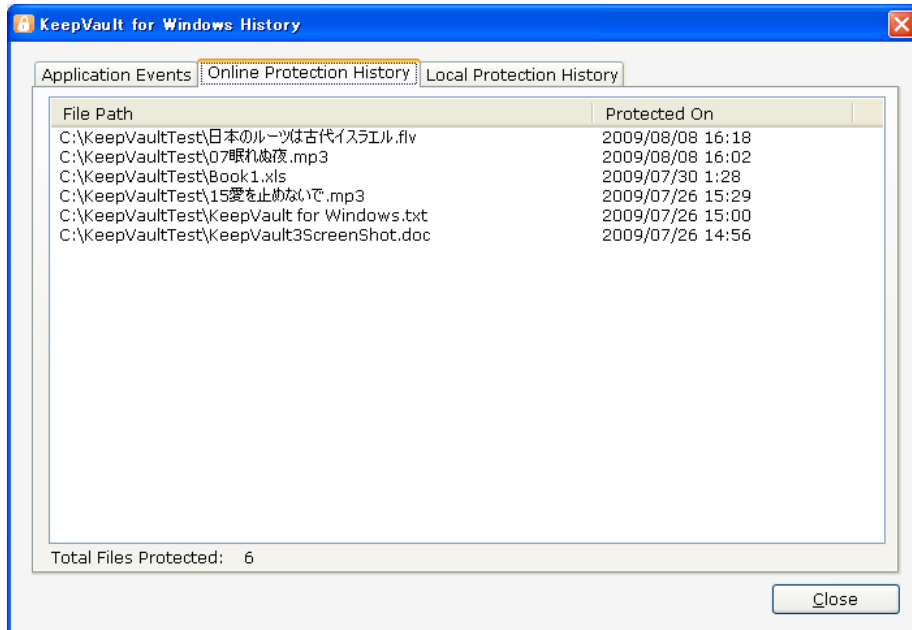 KeepVault for Windows History
Application Events Online Protection History Local Protection History
File Path Protected On
C:\KeepVaultTest\日本のルーツは古代イスラエル.flv 2009/08/08 16:18
C:\KeepVaultTest\07眠れぬ夜.mp3 2009/08/08 16:02
C:\KeepVaultTest\Book1.xls 2009/07/30 1:28
C:\KeepVaultTest\15愛を止めないで.mp3 2009/07/26 15:29
C:\KeepVaultTest\KeepVault for Windows.txt 2009/07/26 15:00
C:\KeepVaultTest\KeepVault3ScreenShot.doc 2009/07/26 14:56
Total Files Protected: 6
Close